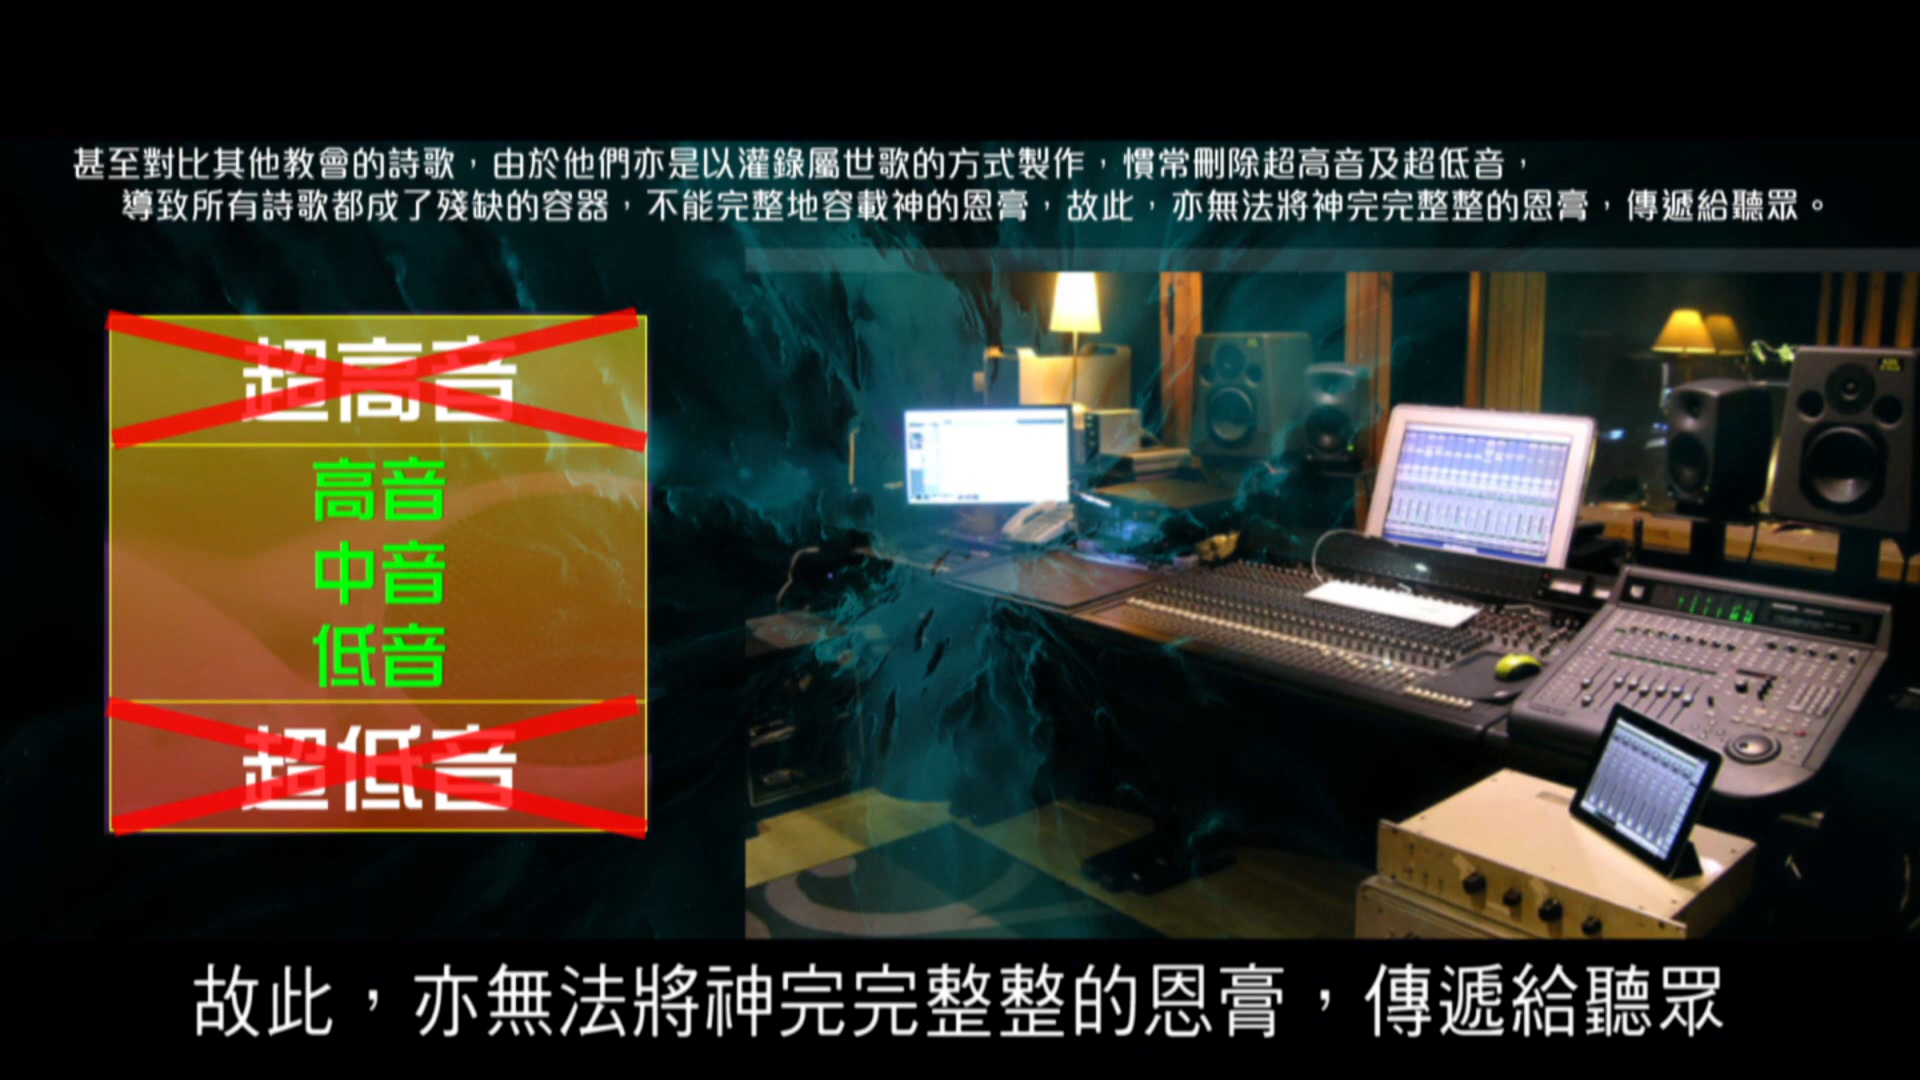 甚至對比其他教會的詩歌，由於他們亦是以灌錄屬世歌的方式製作，慣常刪除超高音及超低音，
導致所有詩歌都成了殘缺的容器，不能完整地容載神的恩膏，故此，亦無法將神完完整整的恩膏，傳遞給聽眾。
超高音
高音
中音
低音
超低音
故此，亦無法將神完完整整的恩膏，傳遞給聽眾